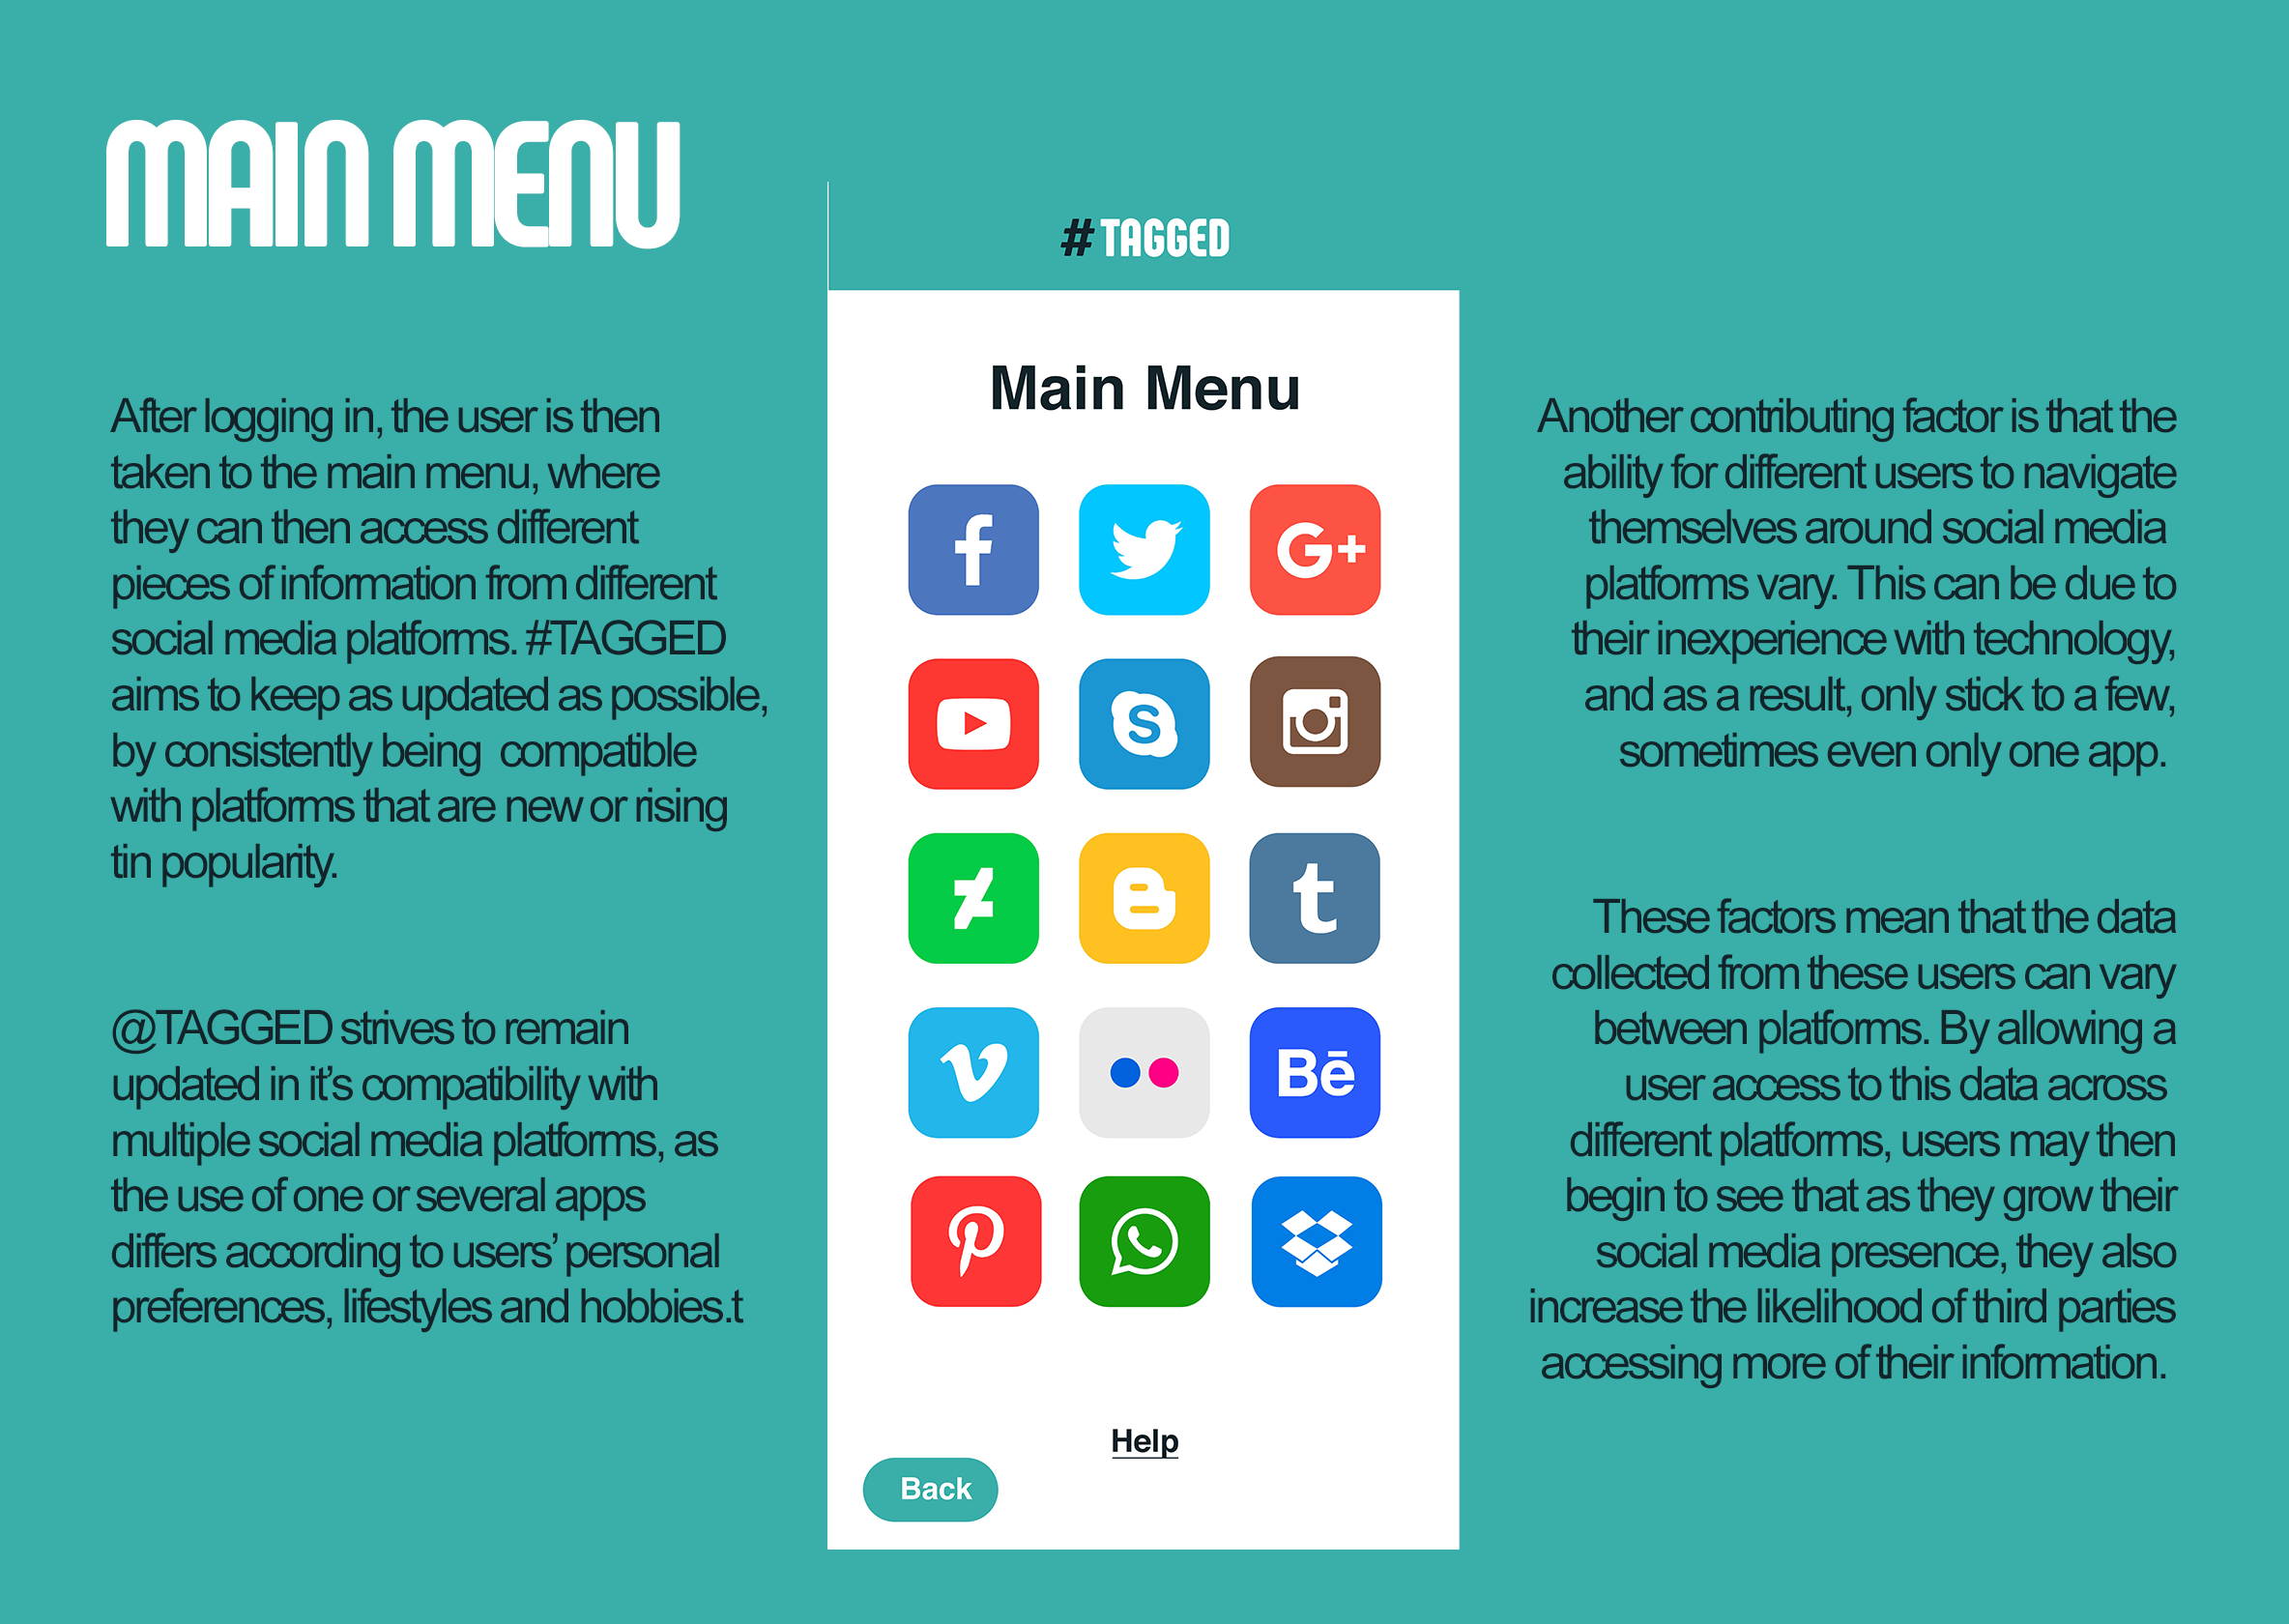 MAIN MENU
After logging in, the user is then
taken to the main menu, where
they can then access different
pieces of information from different
social media platforms. #TAGGED
aims to keep as updated as possible,
by consistently being  compatible
with platforms that are new or rising
tin popularity.
@TAGGED strives to remain
updated in it’s compatibility with
multiple social media platforms, as
the use of one or several apps
differs according to users’ personal
preferences, lifestyles and hobbies.t
#TAGGED
Main Menu
f
G+
S
t
Bē
Help
Back
Another contributing factor is that the
ability for different users to navigate
themselves around social media
platforms vary. This can be due to
their inexperience with technology,
and as a result, only stick to a few,
sometimes even only one app.
These factors mean that the data
collected from these users can vary
between platforms. By allowing a
user access to this data across
different platforms, users may then
begin to see that as they grow their
social media presence, they also
increase the likelihood of third parties
accessing more of their information.